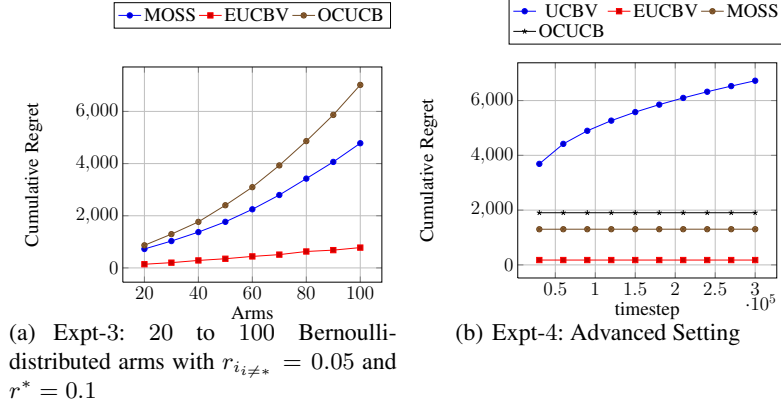 MOSS EUCBV OCUCB
Cumulative Regret
6,000
4,000
2,000
0
20 40 60 80 100
Arms
(a) Expt-3: 20 to 100 Bernoulli-
distributed arms with $r_{i_{i \neq *}} = 0.05$ and
$r^* = 0.1$
UCBV EUCBV MOSS
OCUCB
Cumulative Regret
6,000
4,000
2,000
0
0.5 1 1.5 2 2.5 3
·10^5
timestep
(b) Expt-4: Advanced Setting